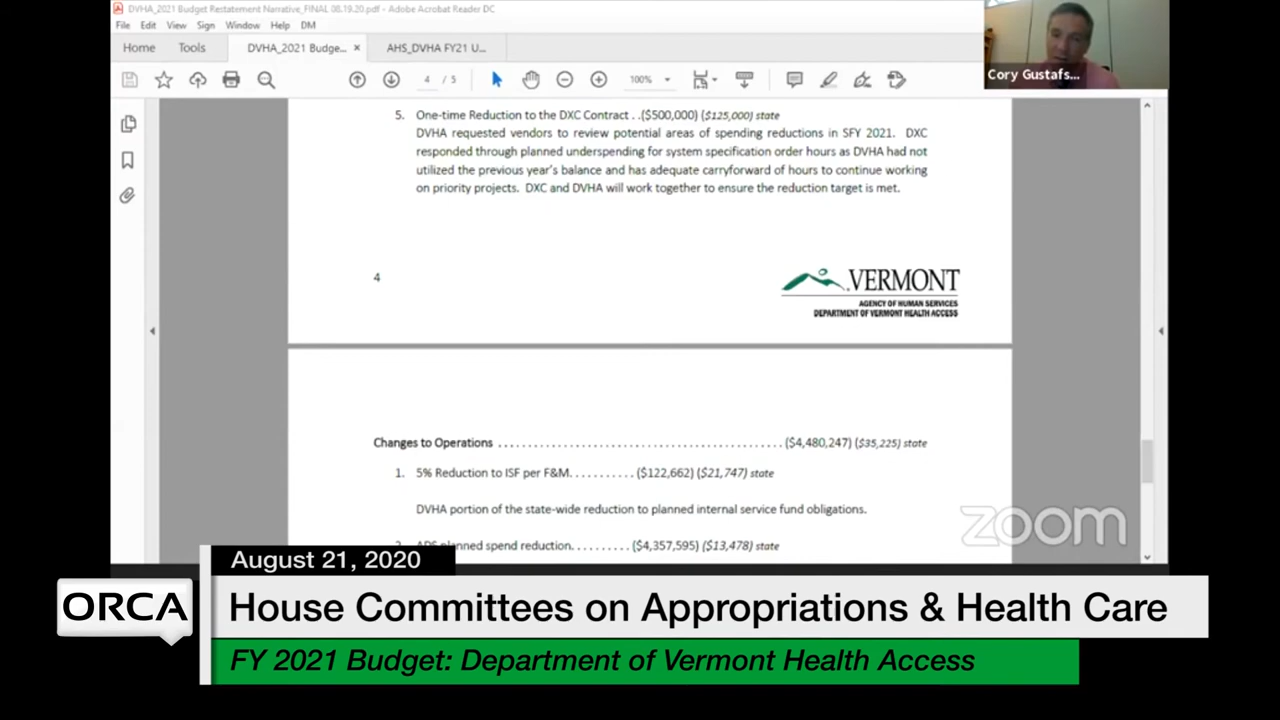 DVHA_2021 Budget Restatement Narrative_FINAL 08.19.20.pdf - Adobe Acrobat Reader DC
File Edit View Sign Window Help DM
Home Tools DVHA_2021 Budge... × AHS_DVHA FY21 U...
4 / 5 100%
Cory Gustafs...
5. One-time Reduction to the DXC Contract . .($500,000) ($125,000) state
DVHA requested vendors to review potential areas of spending reductions in SFY 2021. DXC
responded through planned underspending for system specification order hours as DVHA had not
utilized the previous year's balance and has adequate carryforward of hours to continue working
on priority projects. DXC and DVHA will work together to ensure the reduction target is met.
4
VERMONT
AGENCY OF HUMAN SERVICES
DEPARTMENT OF VERMONT HEALTH ACCESS
Changes to Operations . . . . . . . . . . . . . . . . . . . . . . . . . . . . . . . . . . . . . . . . . . ($4,480,247) ($35,225) state
1. 5% Reduction to ISF per F&M. . . . . . . . . . ($122,662) ($21,747) state
DVHA portion of the state-wide reduction to planned internal service fund obligations.
planned spend reduction. . . . . . . . . ($4,357,595) ($13,478) state
zoom
August 21, 2020
ORCA
House Committees on Appropriations & Health Care
FY 2021 Budget: Department of Vermont Health Access